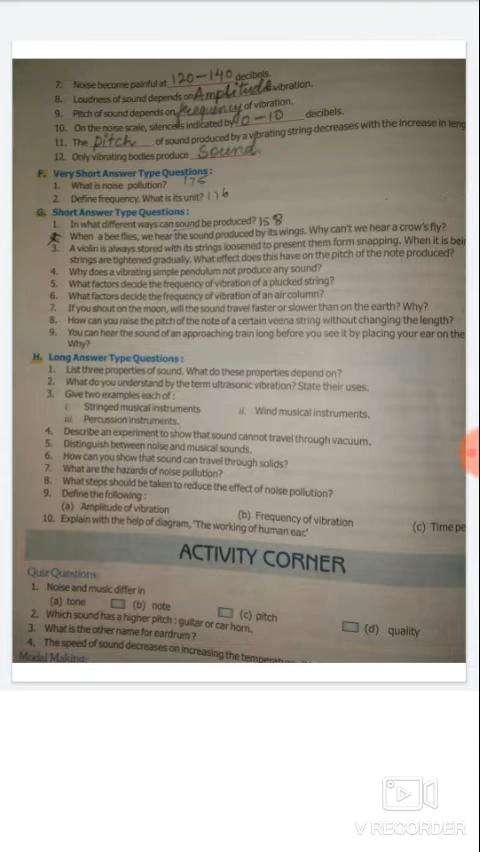 7. Noise become painful at 120-140 decibels.
8. Loudness of sound depends on Amplitude vibration.
9. Pitch of sound depends on frequency of vibration.
10. On the noise scale, silence is indicated by 0-10 decibels.
11. The pitch of sound produced by a vibrating string decreases with the increase in leng
12. Only vibrating bodies produce Sound.
F. Very Short Answer Type Questions :
1. What is noise pollution? 175
2. Define frequency. What is its unit? 176
G. Short Answer Type Questions :
1. In what different ways can sound be produced? 158
2. When a bee flies, we hear the sound produced by its wings. Why can't we hear a crow's fly?
3. A violin is always stored with its strings loosened to present them form snapping. When it is bein
strings are tightened gradually. What effect does this have on the pitch of the note produced?
4. Why does a vibrating simple pendulum not produce any sound?
5. What factors decide the frequency of vibration of a plucked string?
6. What factors decide the frequency of vibration of an air column?
7. If you shout on the moon, will the sound travel faster or slower than on the earth? Why?
8. How can you raise the pitch of the note of a certain veena string without changing the length?
9. You can hear the sound of an approaching train long before you see it by placing your ear on the
Why?
H. Long Answer Type Questions :
1. List three properties of sound. What do these properties depend on?
2. What do you understand by the term ultrasonic vibration? State their uses.
3. Give two examples each of :
i Stringed musical instruments ii. Wind musical instruments.
iii Percussion instruments.
4. Describe an experiment to show that sound cannot travel through vacuum.
5. Distinguish between noise and musical sounds.
6. How can you show that sound can travel through solids?
7. What are the hazards of noise pollution?
8. What steps should be taken to reduce the effect of noise pollution?
9. Define the following :
(a) Amplitude of vibration (b) Frequency of vibration (c) Time pe
10. Explain with the help of diagram, 'The working of human ear.'
ACTIVITY CORNER
Quiz Questions:
1. Noise and music differ in
(a) tone (b) note (c) pitch (d) quality
2. Which sound has a higher pitch : guitar or car horn.
3. What is the other name for eardrum ?
4. The speed of sound decreases on increasing the temperature.
Model Making:
V RECORDER